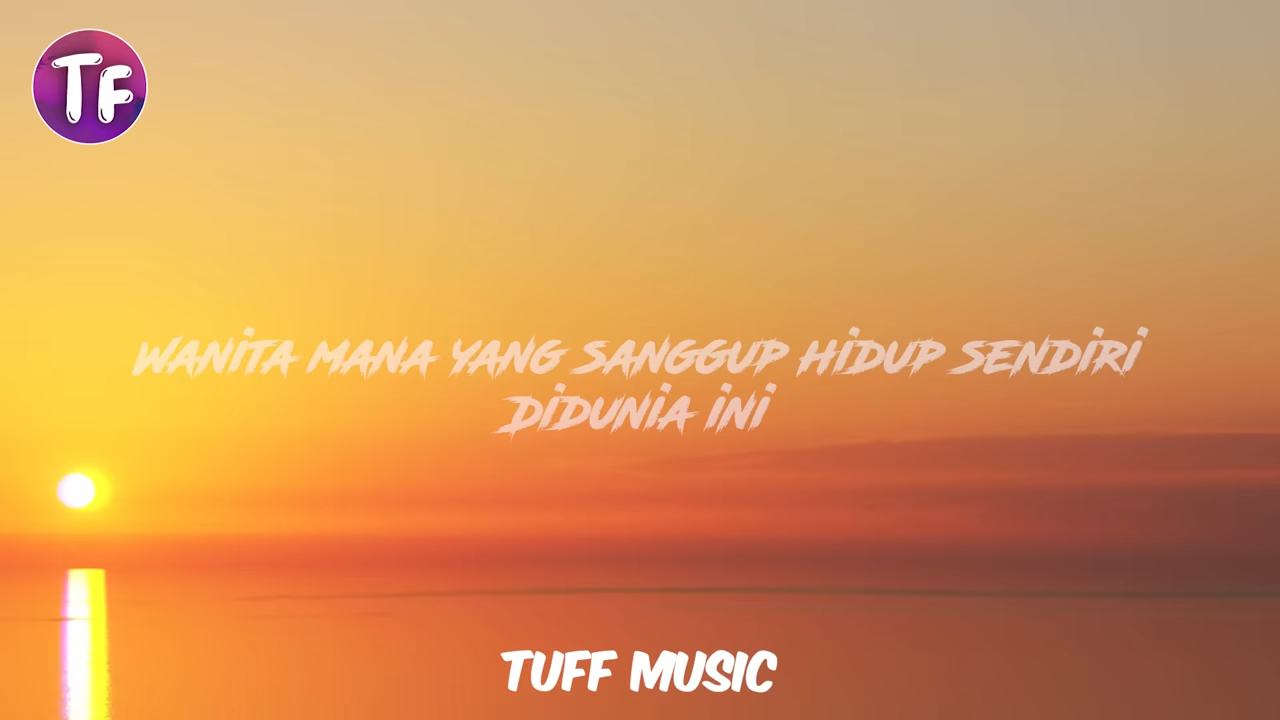 TF
WANITA MANA YANG SANGGUP HIDUP SENDIRI
DIDUNIA INI
TUFF MUSIC